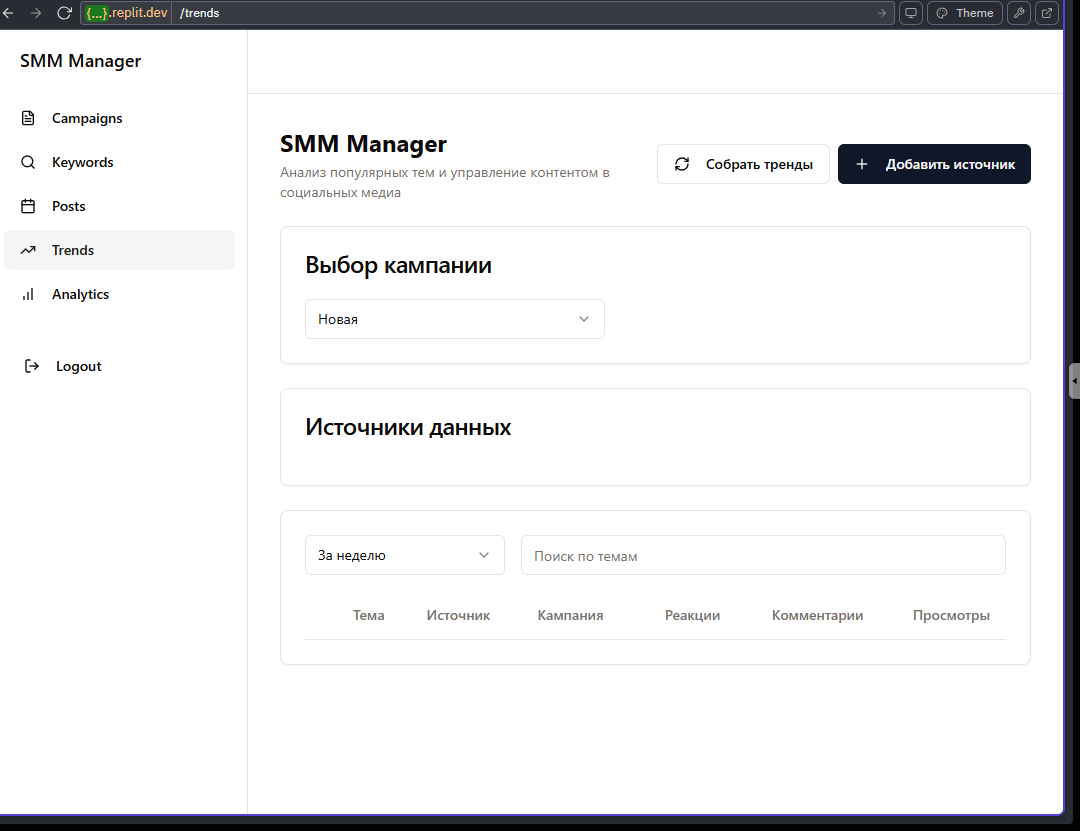 {...}.replit.dev /trends
Theme
SMM Manager
Campaigns
Keywords
Posts
Trends
Analytics
Logout
SMM Manager
Анализ популярных тем и управление контентом в
социальных медиа
Собрать тренды
Добавить источник
Выбор кампании
Новая
Источники данных
За неделю
Поиск по темам
Тема Источник Кампания Реакции Комментарии Просмотры